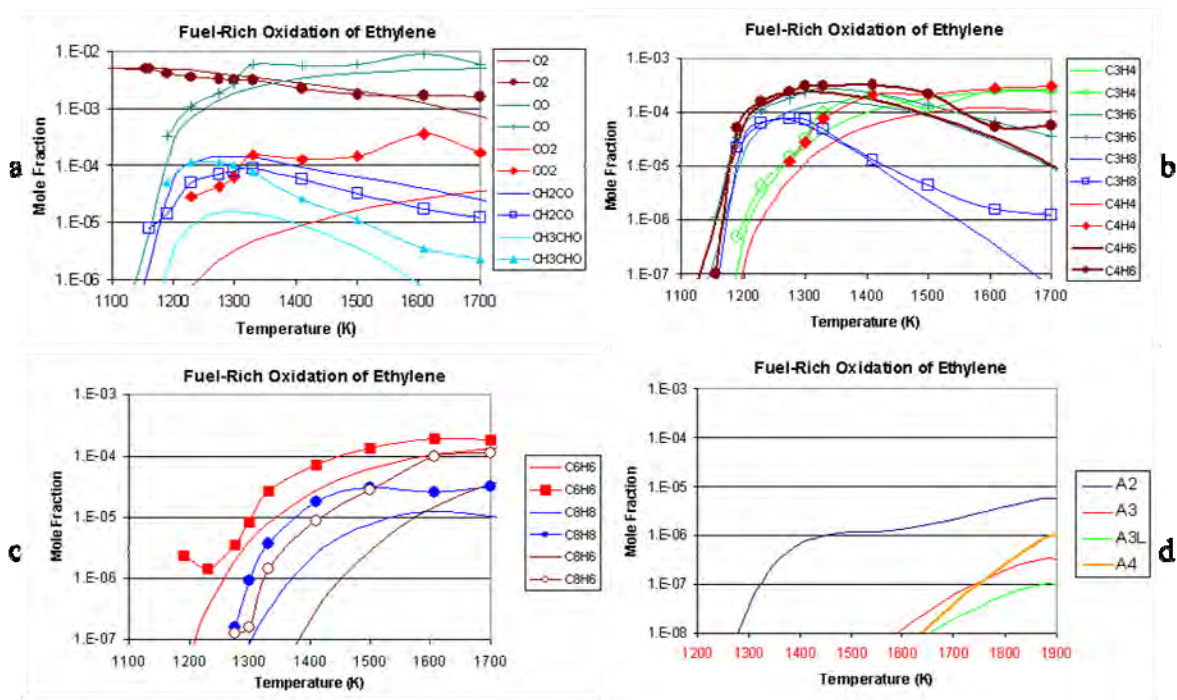 Fuel-Rich Oxidation of Ethylene
1.E-02
1.E-03
1.E-04
1.E-05
1.E-06
Mole Fraction
1100 1200 1300 1400 1500 1600 1700
Temperature (K)
O2
O2
CO
CO
CO2
CO2
CH2CO
CH2CO
CH3CHO
CH3CHO
a
Fuel-Rich Oxidation of Ethylene
1.E-02
1.E-03
1.E-04
1.E-05
1.E-06
1.E-07
Mole Fraction
1100 1200 1300 1400 1500 1600 1700
Temperature (K)
C3H4
C3H4
C3H6
C3H6
C3H8
C3H8
C4H4
C4H4
C4H6
C4H6
b
Fuel-Rich Oxidation of Ethylene
1.E-03
1.E-04
1.E-05
1.E-06
1.E-07
Mole Fraction
1100 1200 1300 1400 1500 1600 1700
Temperature (K)
C6H6
C6H6
C8H8
C8H8
C8H6
C8H6
c
Fuel-Rich Oxidation of Ethylene
1.E-03
1.E-04
1.E-05
1.E-06
1.E-07
1.E-08
Mole Fraction
1200 1300 1400 1500 1600 1700 1800 1900
Temperature (K)
A2
A3
A3L
A4
d